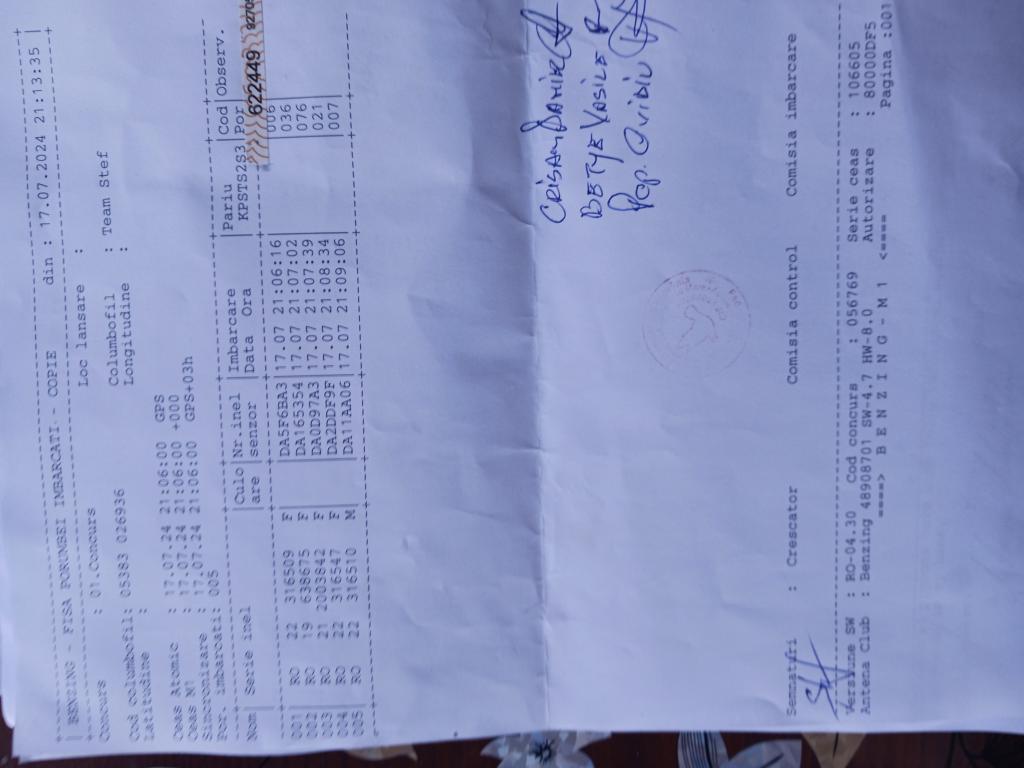 | BENZING - FISA PORUMBEI IMBARCATI - COPIE din : 17.07.2024 21:13:35 |
Concurs : 01.Concurs Loc lansare :
Cod columbofil: 05383 026936 Columbofil : Team Stef
Latitudine : Longitudine :
Ceas Atomic : 17.07.24 21:06:00 GPS
Ceas M1 : 17.07.24 21:06:00 +000
Sincronizare : 17.07.24 21:06:00 GPS+03h
Por. imbarcati: 005
Nom| Serie inel |Culo|Nr.inel |Imbarcare |Pariu |Cod|Observ.
|are |senzor |Data Ora | KPSTS2S3|Por
622449
001| RO 22 316509 F | |DA5F6BA3|17.07 21:06:16| |006
002| RO 19 638675 F | |DA165354|17.07 21:07:02| |036
003| RO 21 2003842 F | |DA0D97A3|17.07 21:07:39| |076
004| RO 22 316547 F | |DA2DDF9F|17.07 21:08:34| |021
005| RO 22 316510 M | |DA11AA06|17.07 21:09:06| |007
CRISAN DANIEL
BETYE VASILE
Pop Ovidiu
Semnaturi : Crescator Comisia control Comisia imbarcare
Versiune SW : RO-04.30 Cod concurs : 056769 Serie ceas : 106605
Antena Club : Benzing 48908701 SW-4.7 HW-8.0 Autorizare : 80000DF5
====> B E N Z I N G - M 1 <==== Pagina :001